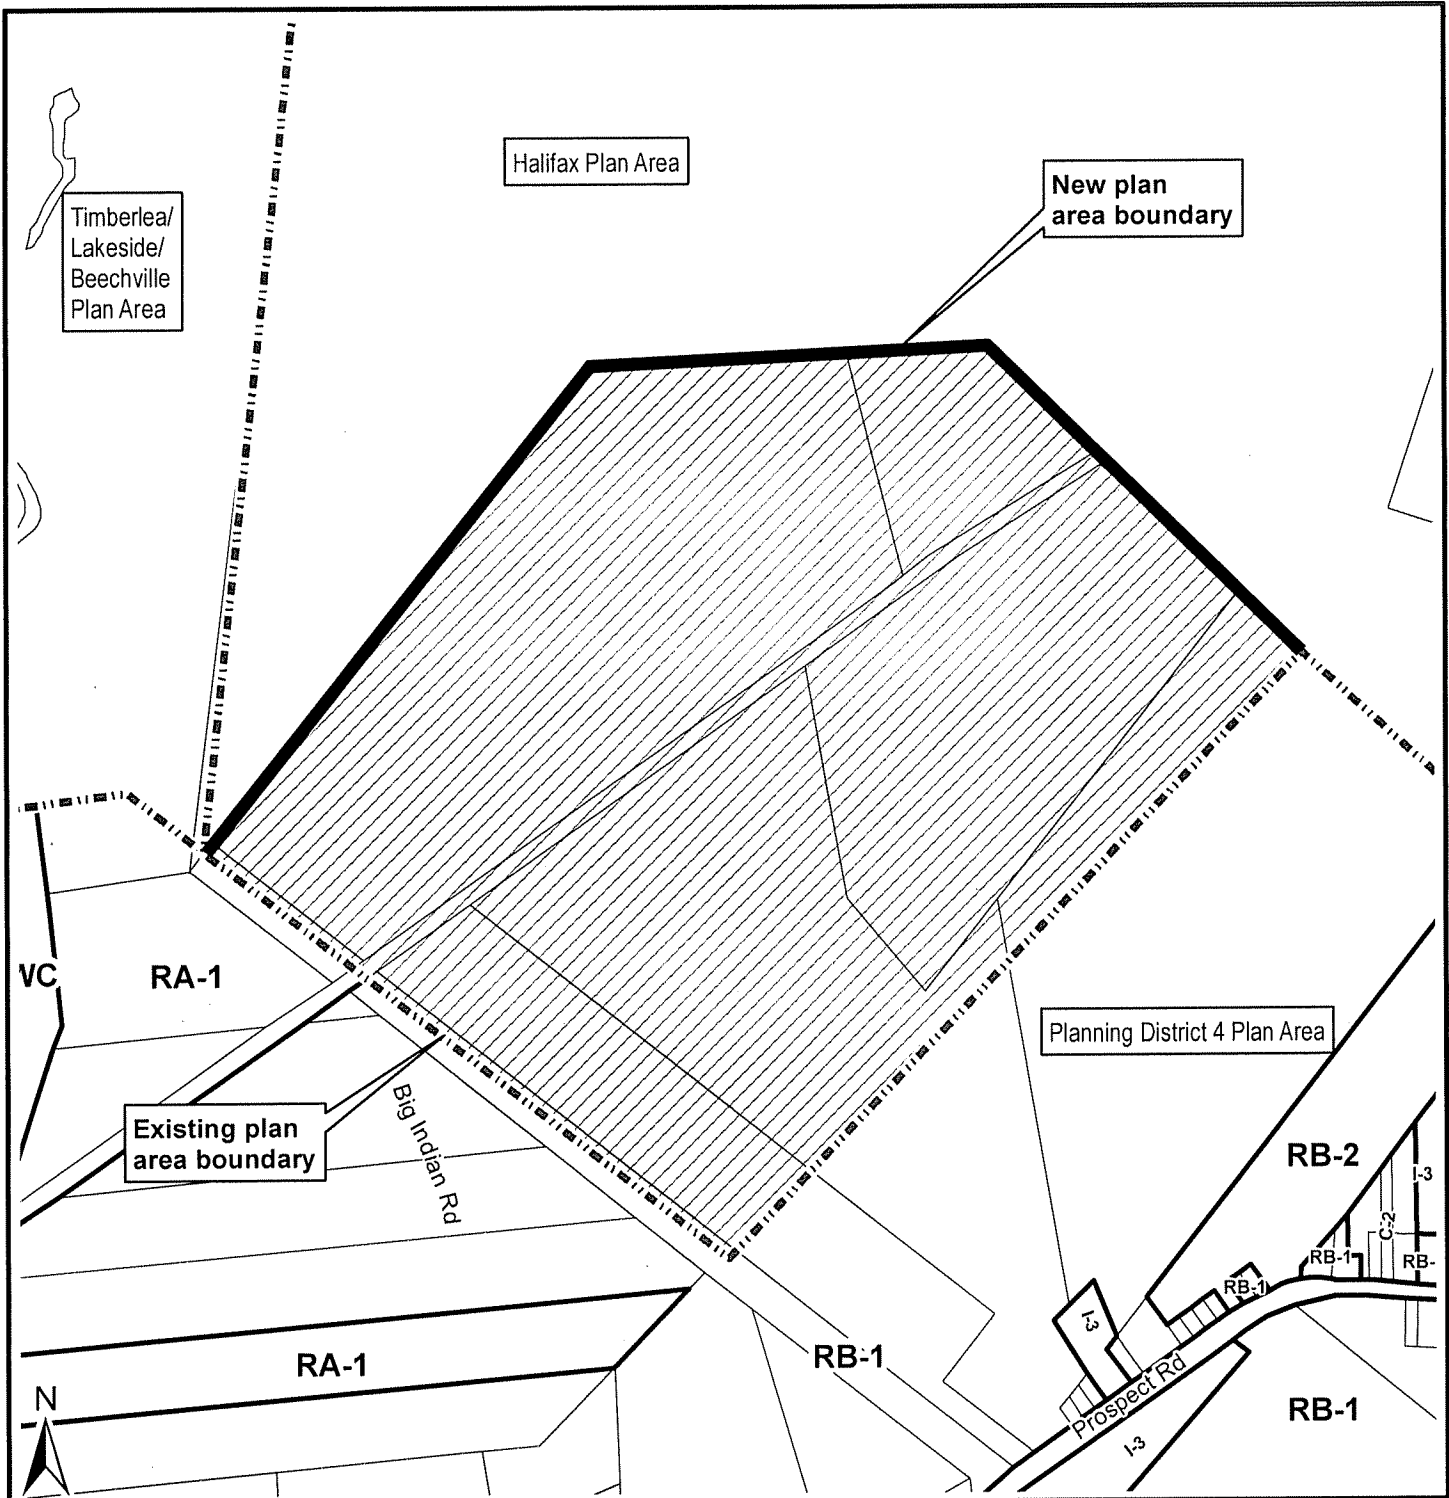 Halifax Plan Area
New plan
area boundary
Timberlea/
Lakeside/
Beechville
Plan Area
RA-1
Planning District 4 Plan Area
Existing plan
area boundary
Big Indian Rd
RB-2
I-3
C-2
RB-1
RB-
RB-1
I-3
RB-1
RA-1
Prospect Rd
RB-1
I-3
N